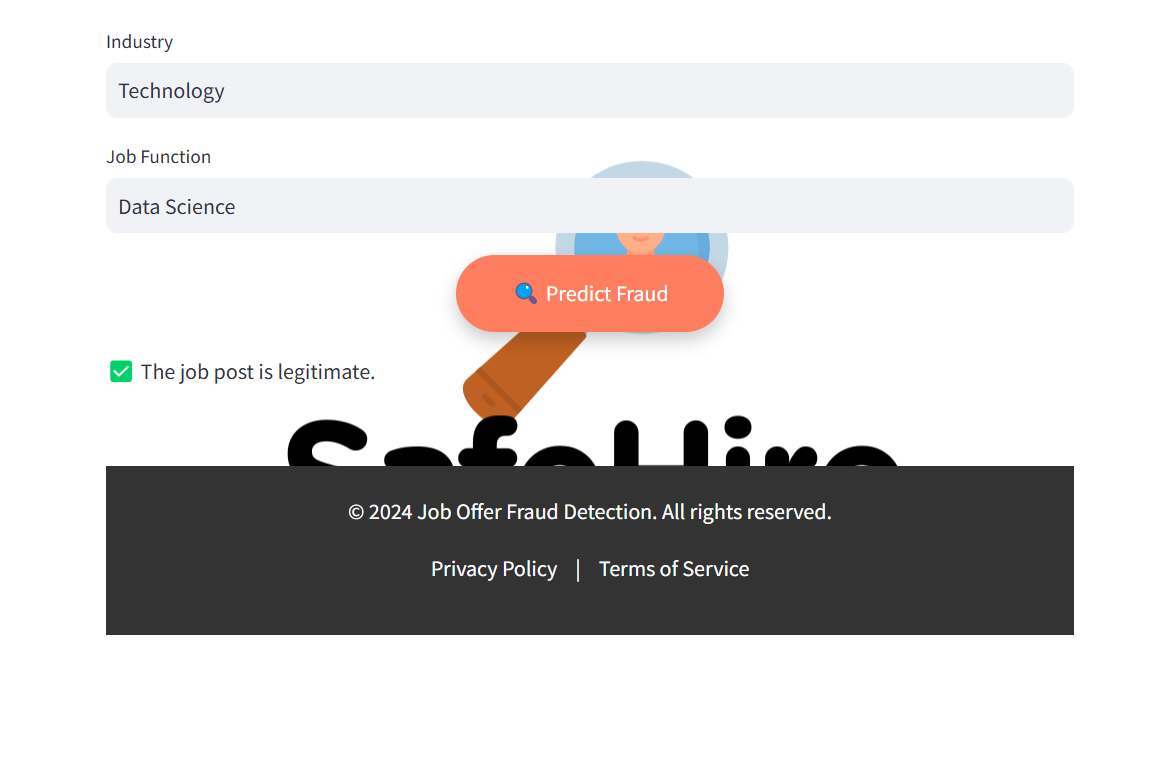 Industry
Technology
Job Function
Data Science
🔍 Predict Fraud
✅ The job post is legitimate.
SafeHire
© 2024 Job Offer Fraud Detection. All rights reserved.
Privacy Policy | Terms of Service